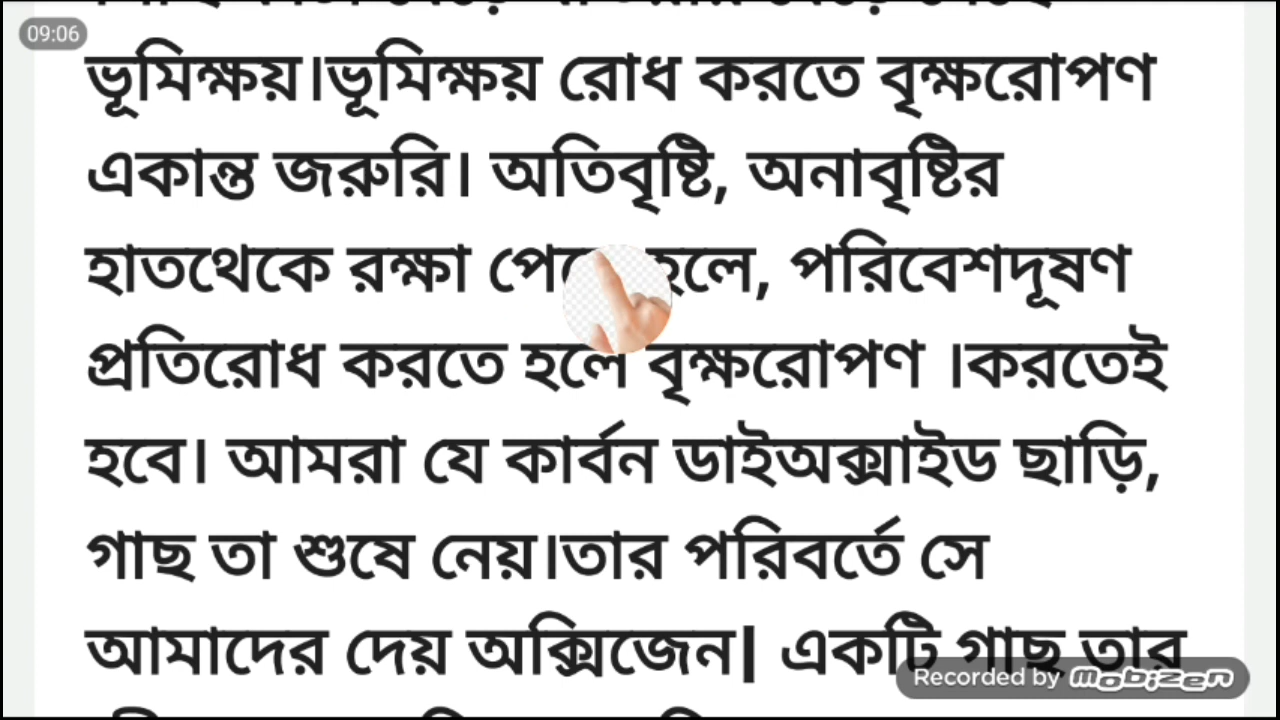 09:06
ভূমিক্ষয়।ভূমিক্ষয় রোধ করতে বৃক্ষরোপণ
একান্ত জরুরি। অতিবৃষ্টি, অনাবৃষ্টির
হাতথেকে রক্ষা হলে, পরিবেশদূষণ
প্রতিরোধ করতে হলে বৃক্ষরোপণ ।করতেই
হবে। আমরা যে কার্বন ডাইঅক্সাইড ছাড়ি,
গাছ তা শুষে নেয়।তার পরিবর্তে সে
আমাদের দেয় অক্সিজেন| একটি গাছ তার
Recorded by mobizen